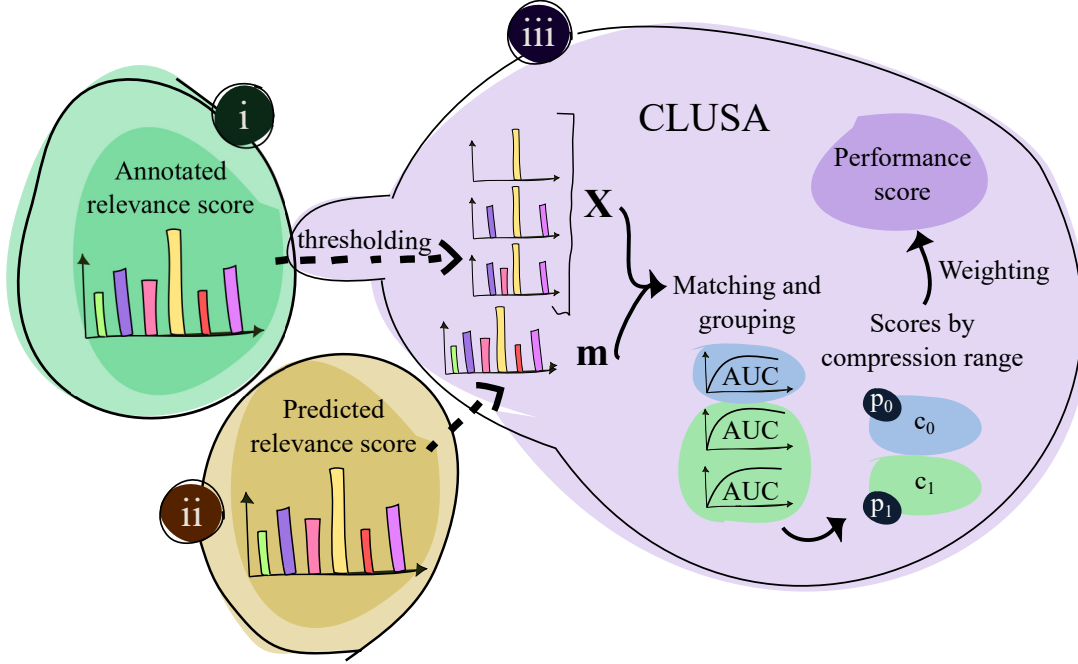 i
Annotated
relevance score
thresholding
ii
Predicted
relevance score
iii
CLUSA
X
m
Matching and
grouping
AUC
AUC
AUC
Scores by
compression range
p₀
c₀
c₁
p₁
Weighting
Performance
score